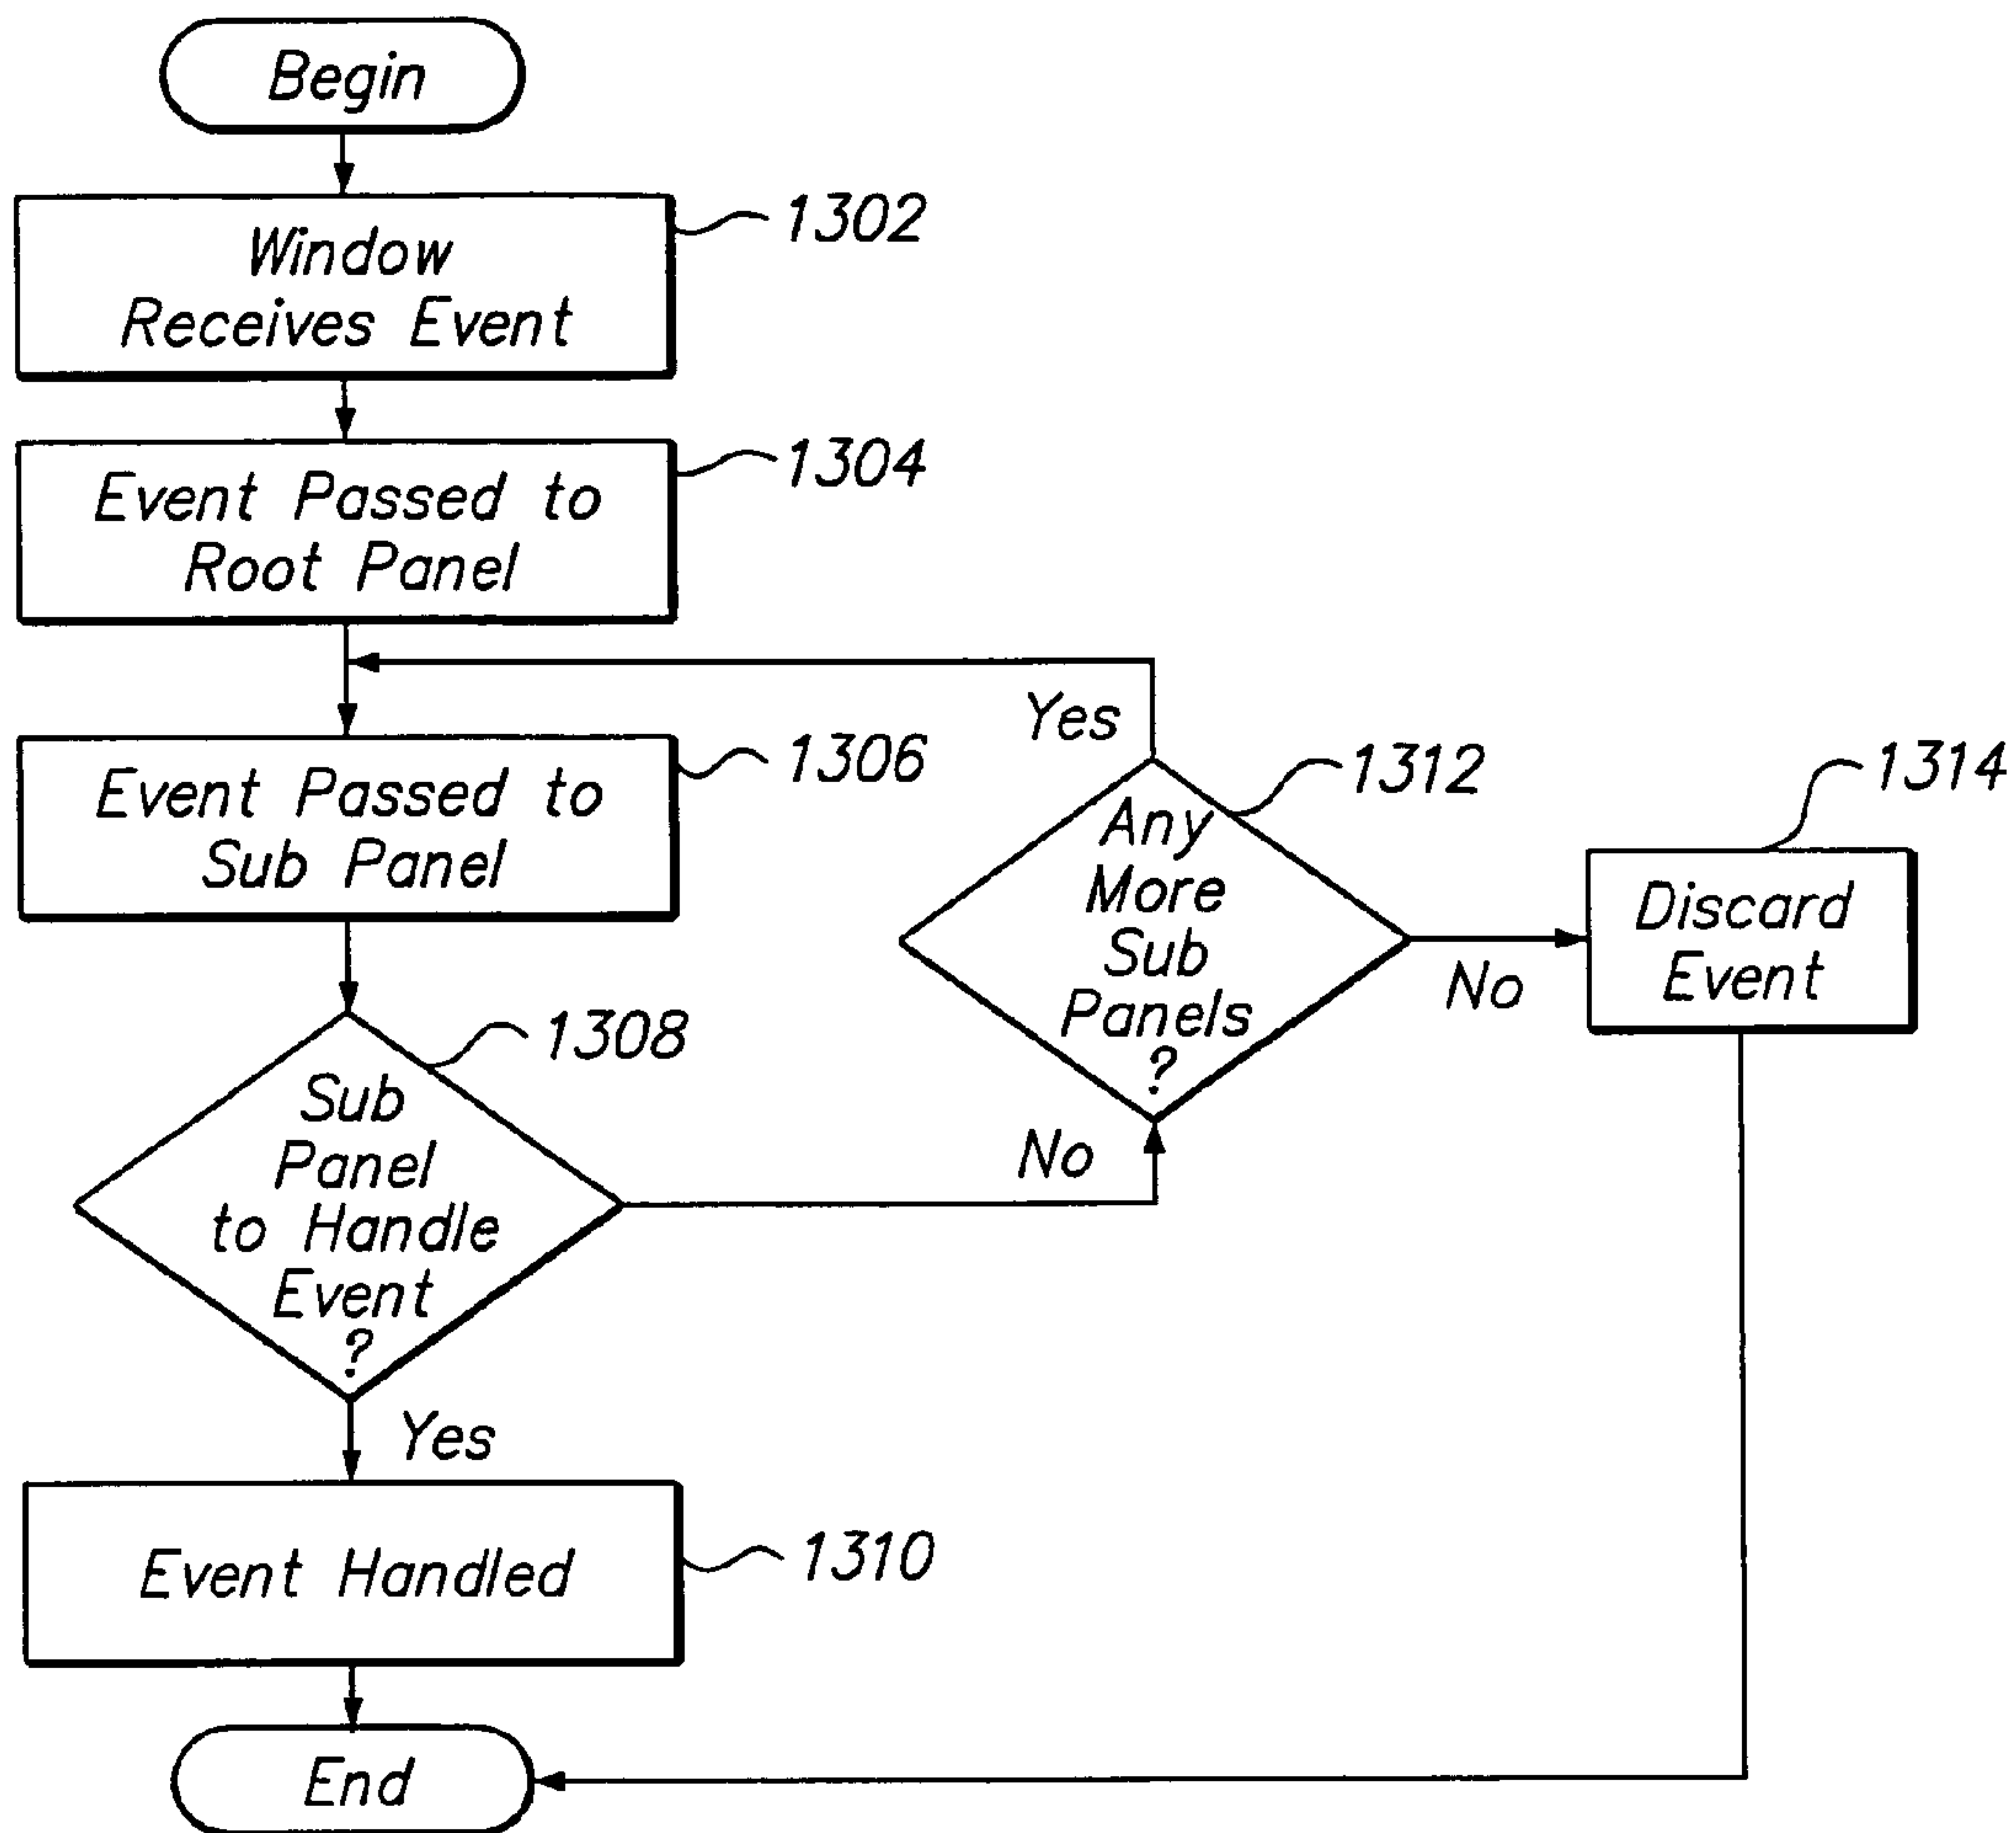 Begin
1302
Window
Receives Event
1304
Event Passed to
Root Panel
Yes
1306
Event Passed to
Sub Panel
1312
Any
More
Sub
Panels
?
1314
Discard
Event
No
1308
Sub
Panel
to Handle
Event
?
No
Yes
1310
Event Handled
End